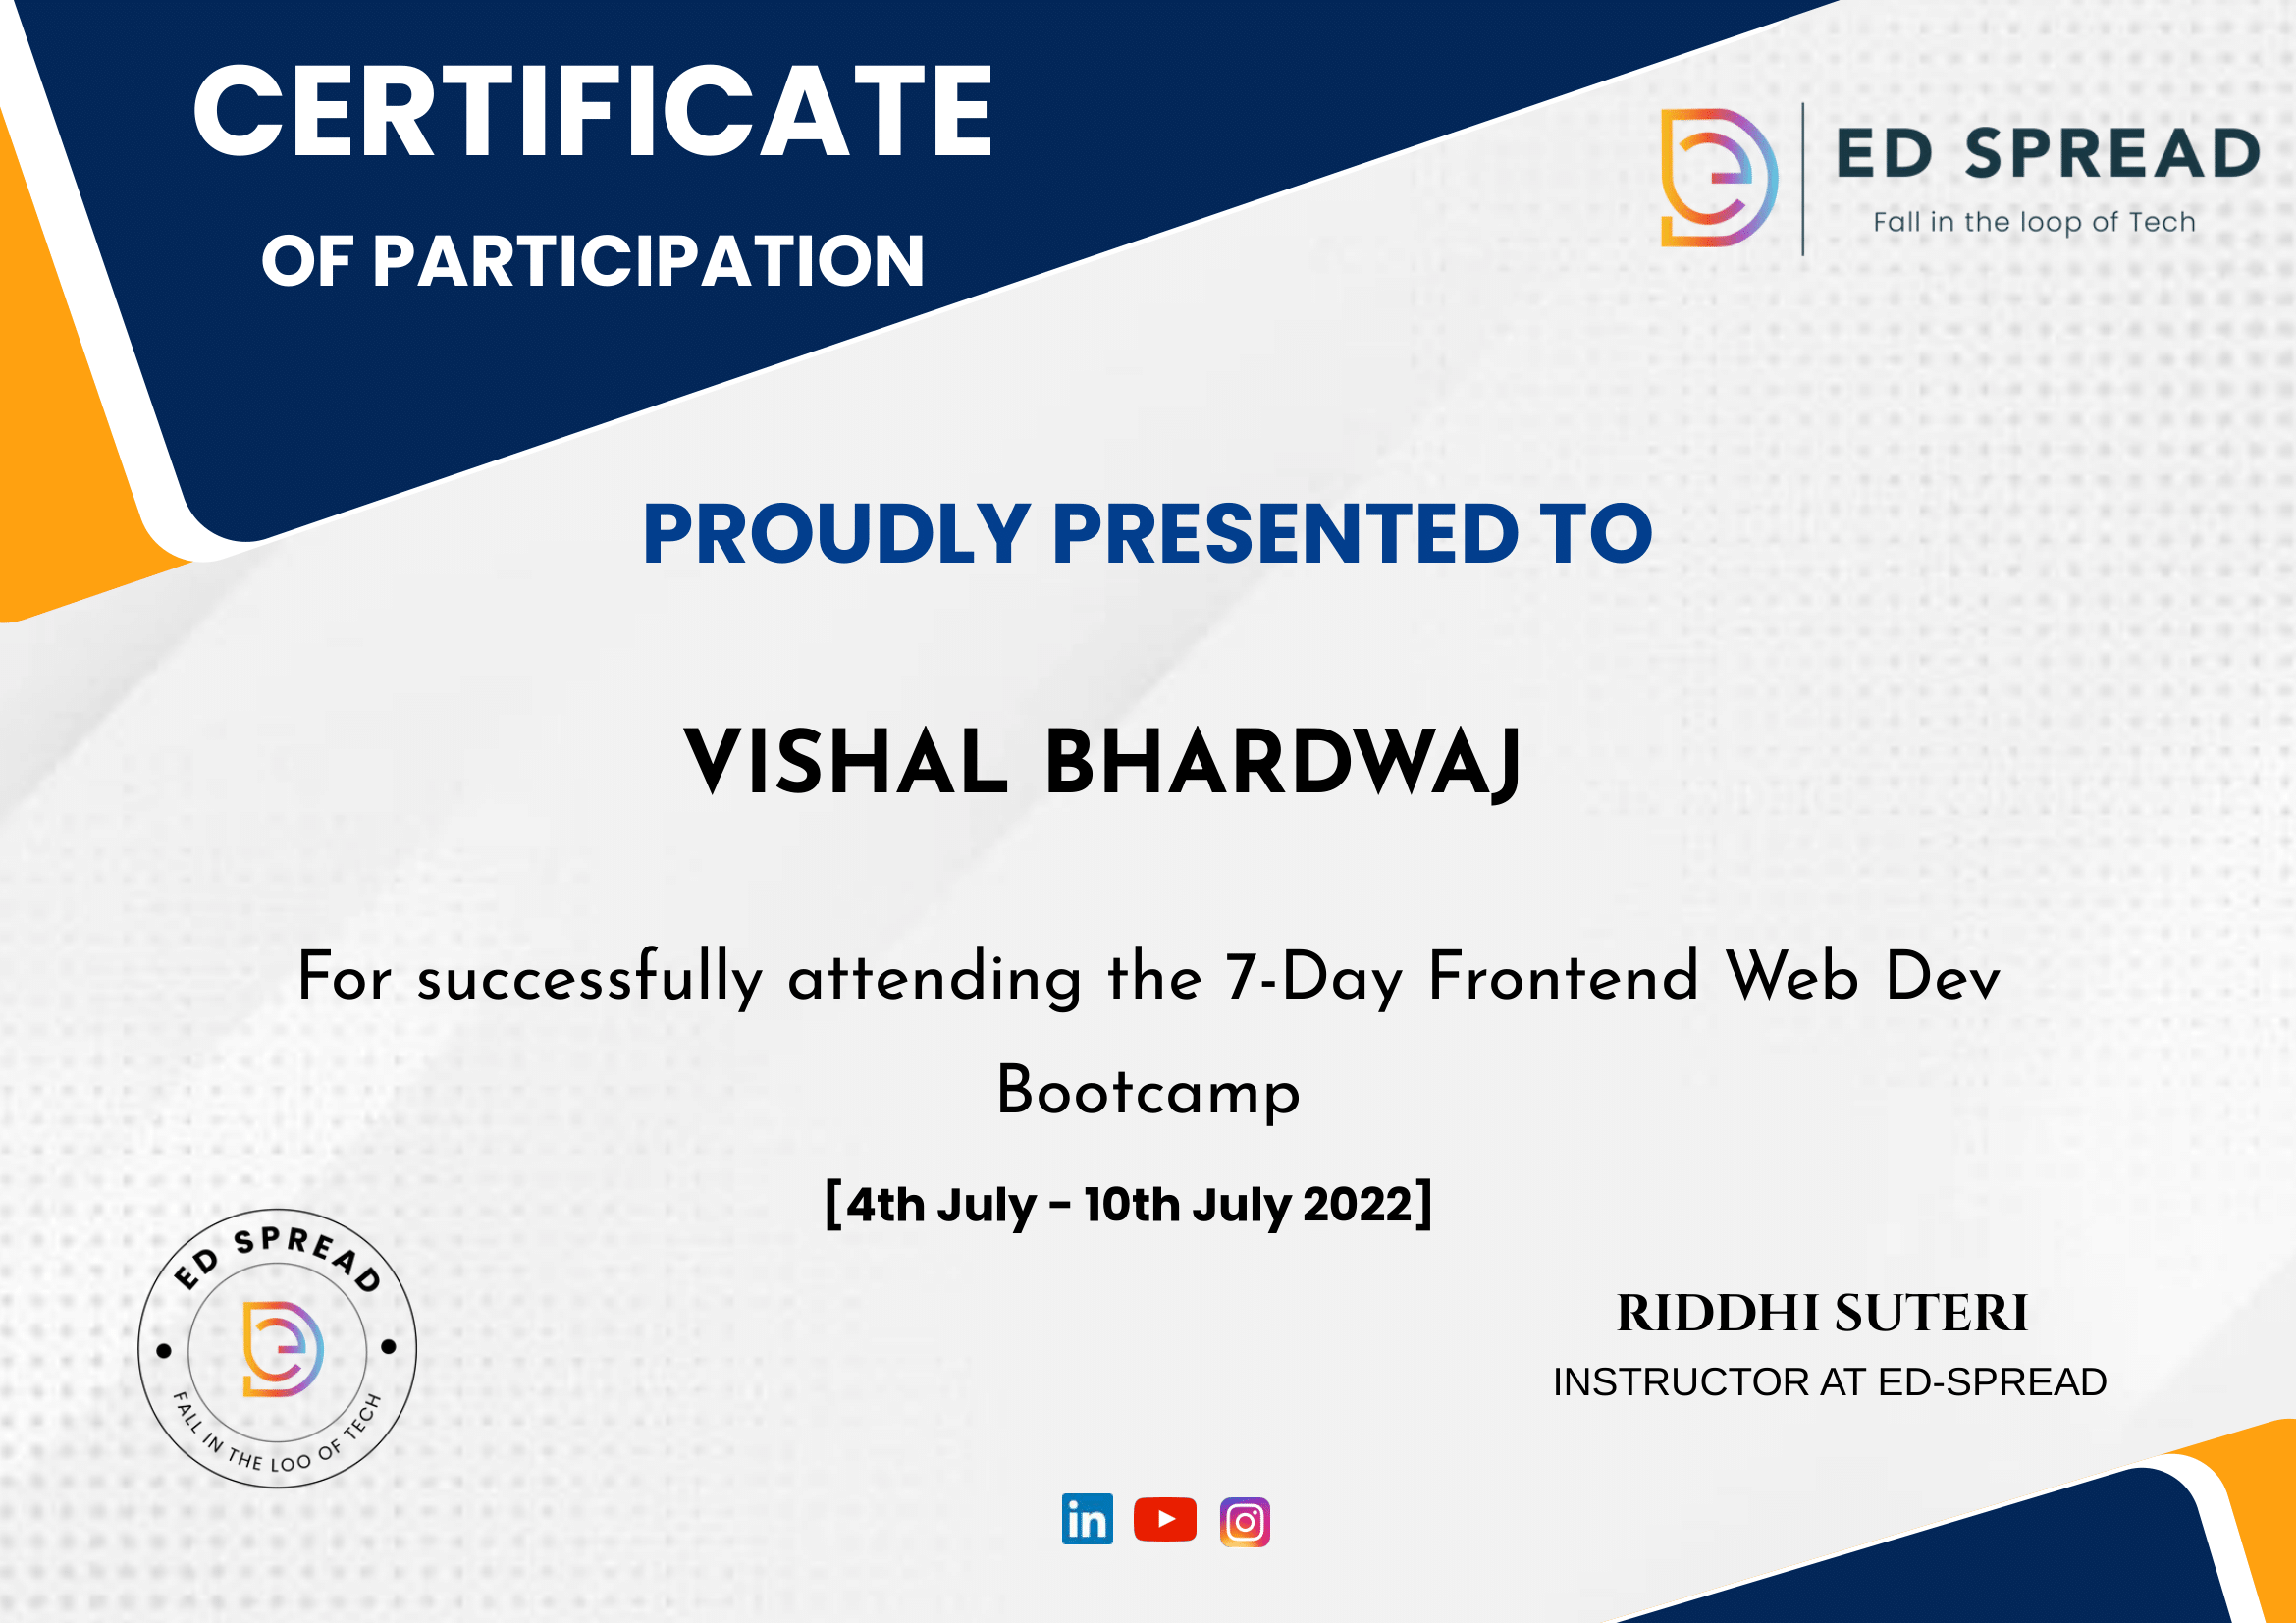 CERTIFICATE
OF PARTICIPATION
ED SPREAD
Fall in the loop of Tech
PROUDLY PRESENTED TO
VISHAL BHARDWAJ
For successfully attending the 7-Day Frontend Web Dev
Bootcamp
[4th July - 10th July 2022]
ED SPREAD
FALL IN THE LOO OF TECH
RIDDHI SUTERI
INSTRUCTOR AT ED-SPREAD
in